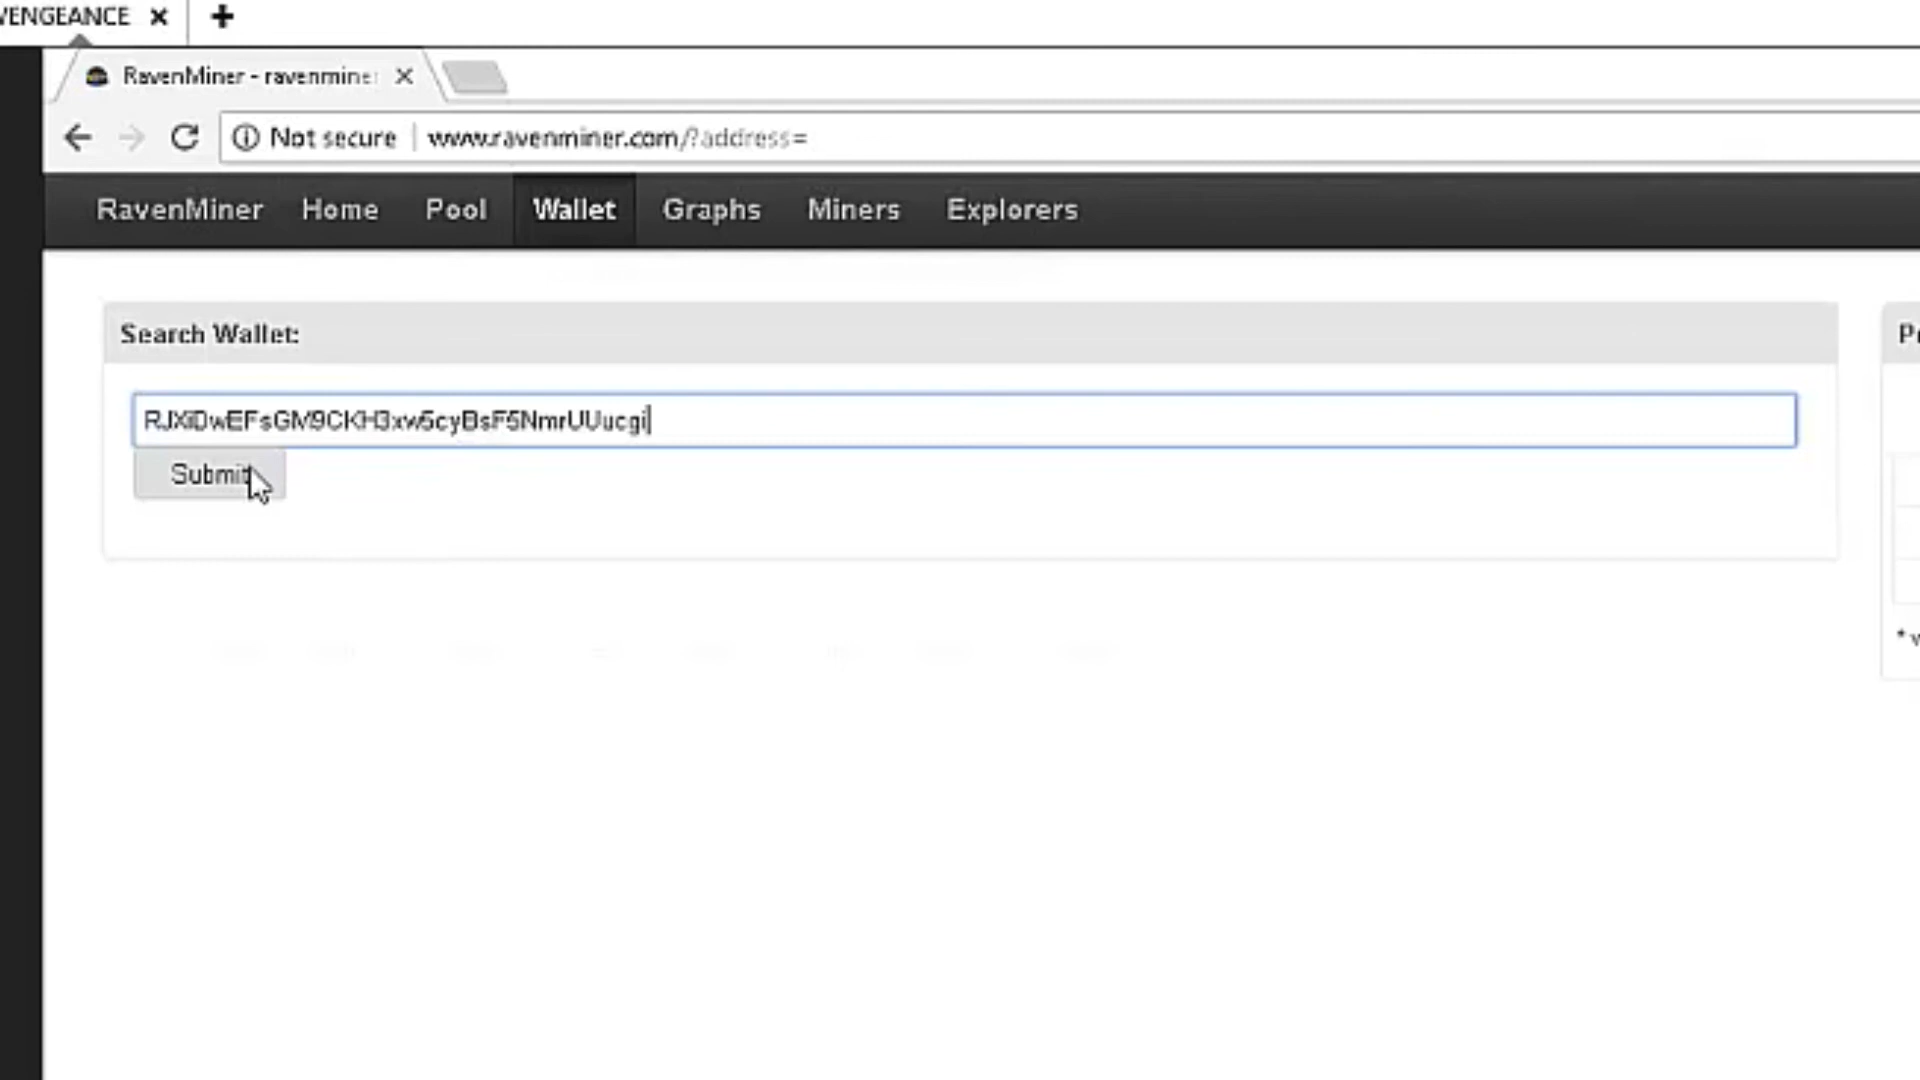 VENGEANCE
RavenMiner - ravenmine
Not secure www.ravenminer.com/?address=
RavenMiner Home Pool Wallet Graphs Miners Explorers
Search Wallet:
RJXiDwEFsGM9CKH3xw5cyBsF5NmrUUucgi
Submit